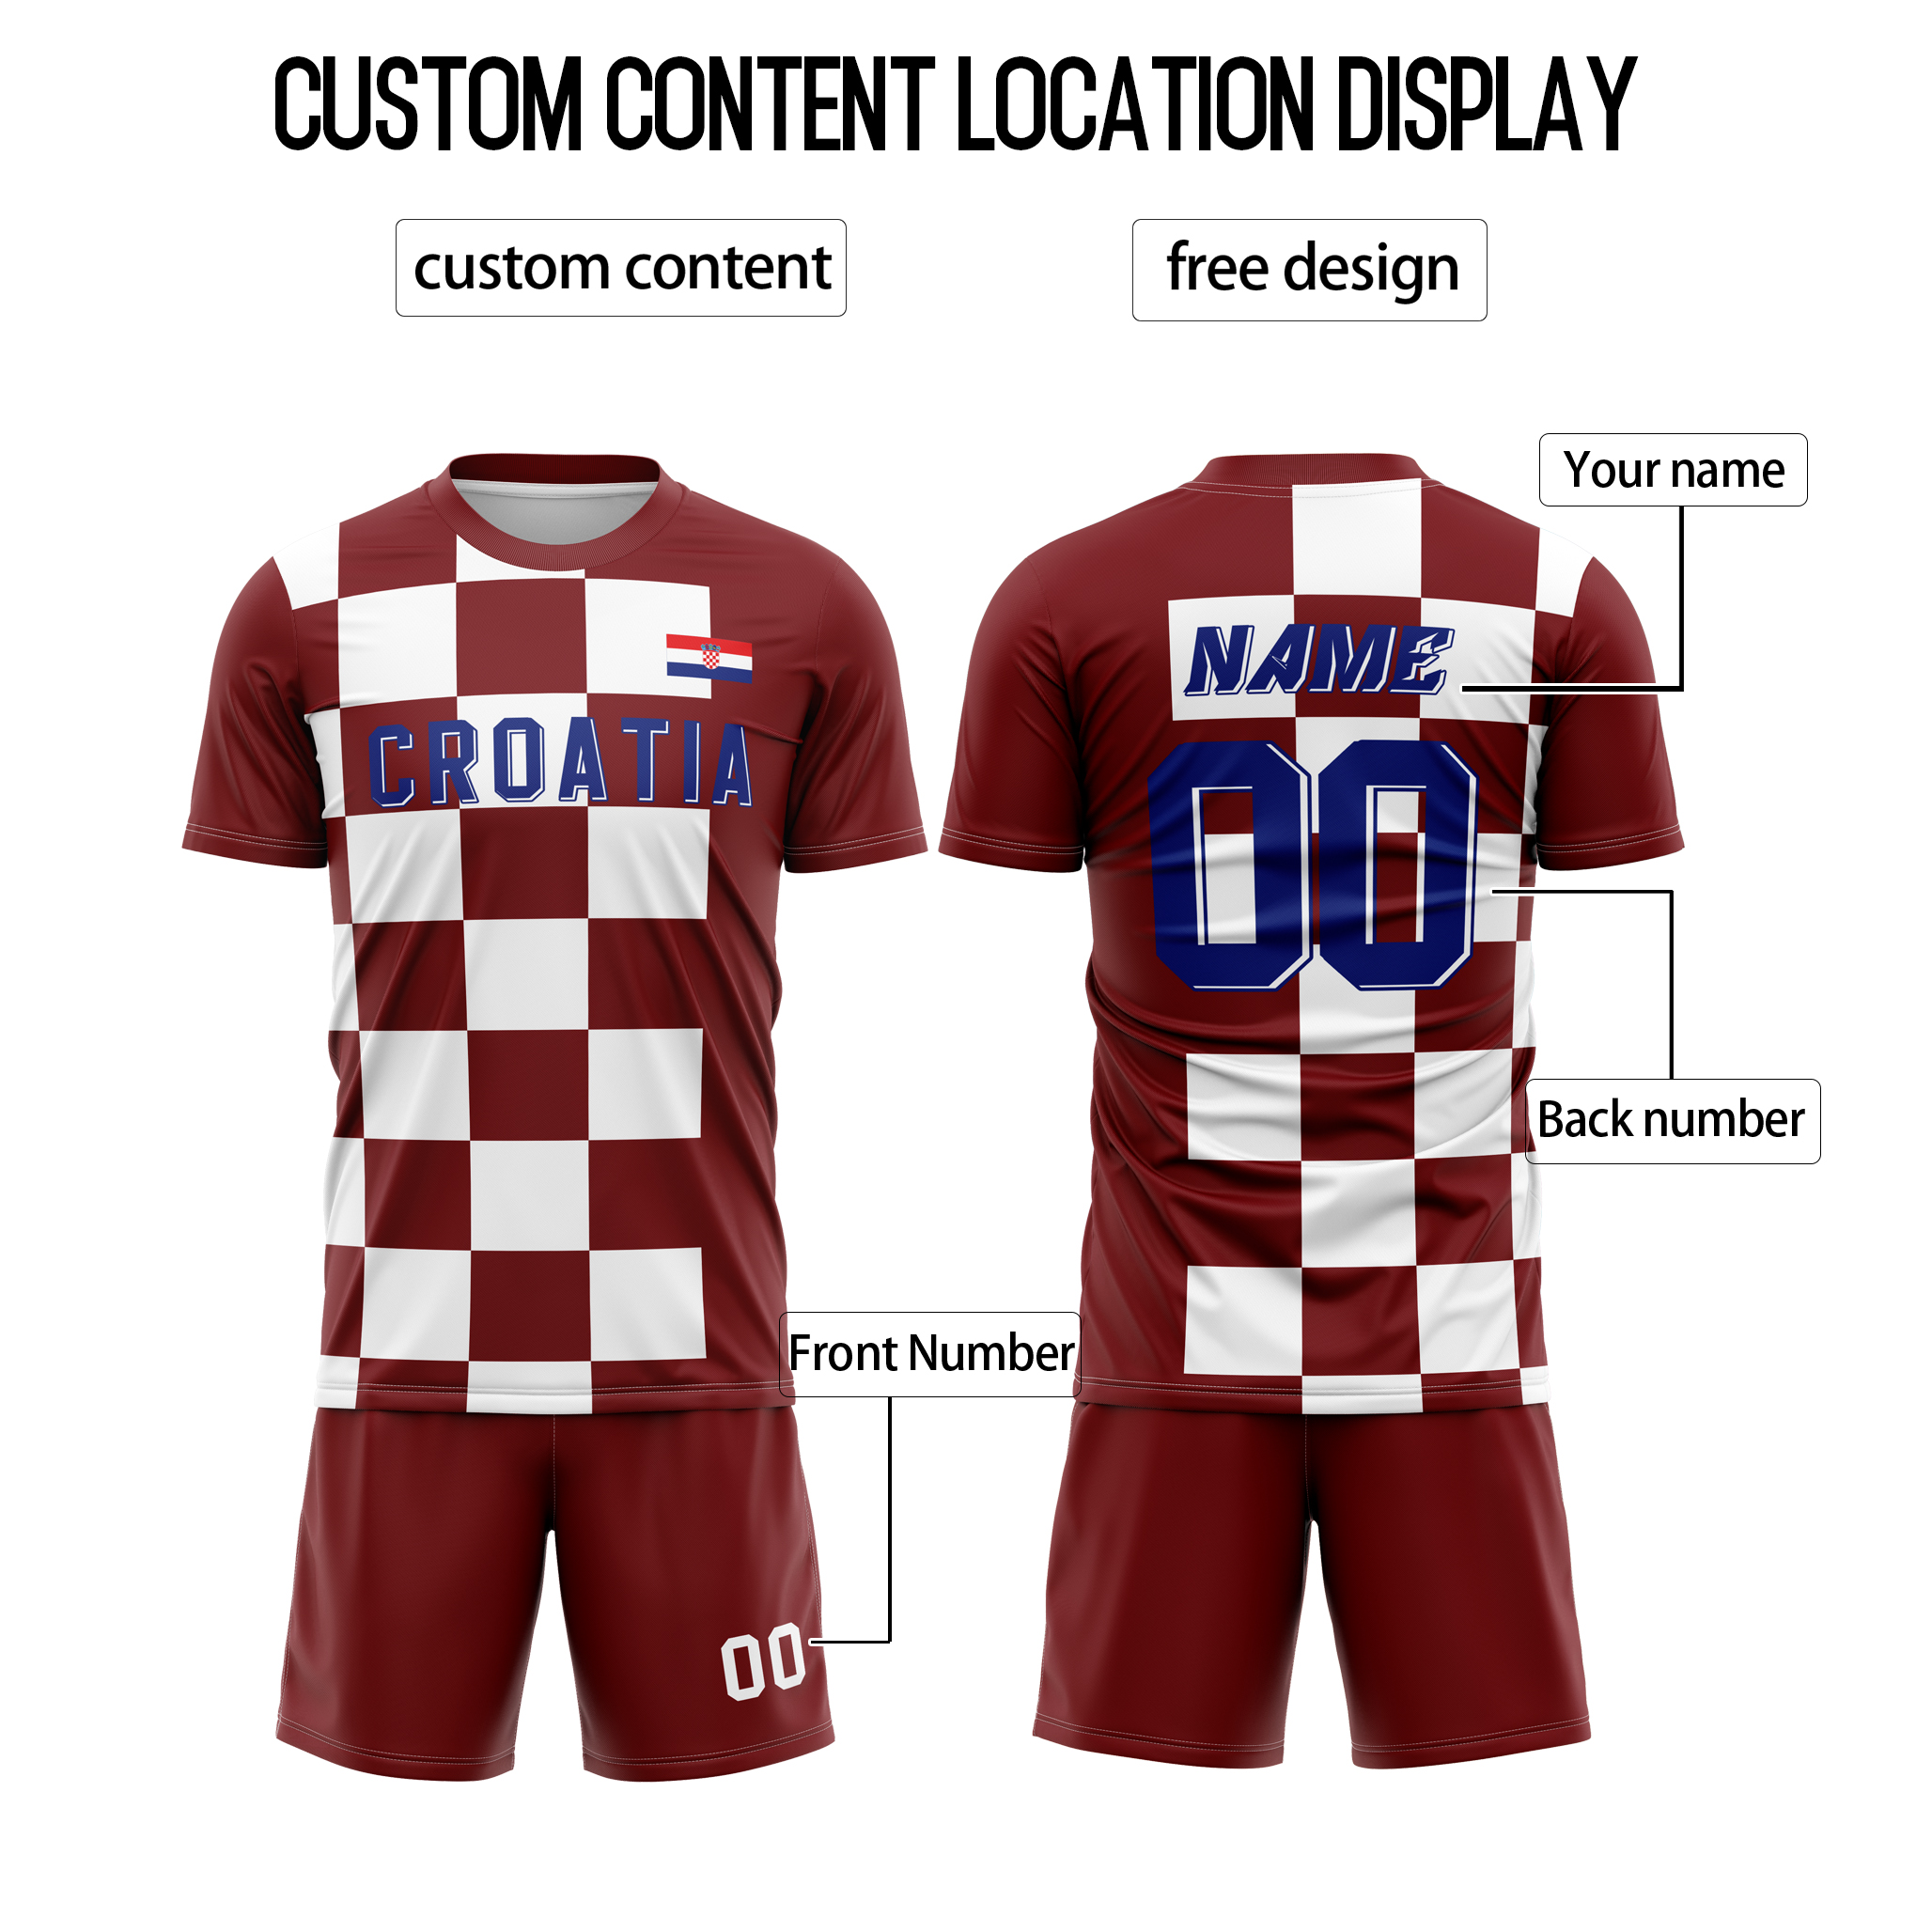 CUSTOM CONTENT LOCATION DISPLAY
custom content
free design
Your name
NAME
CROATIA
00
Back number
Front Number
00